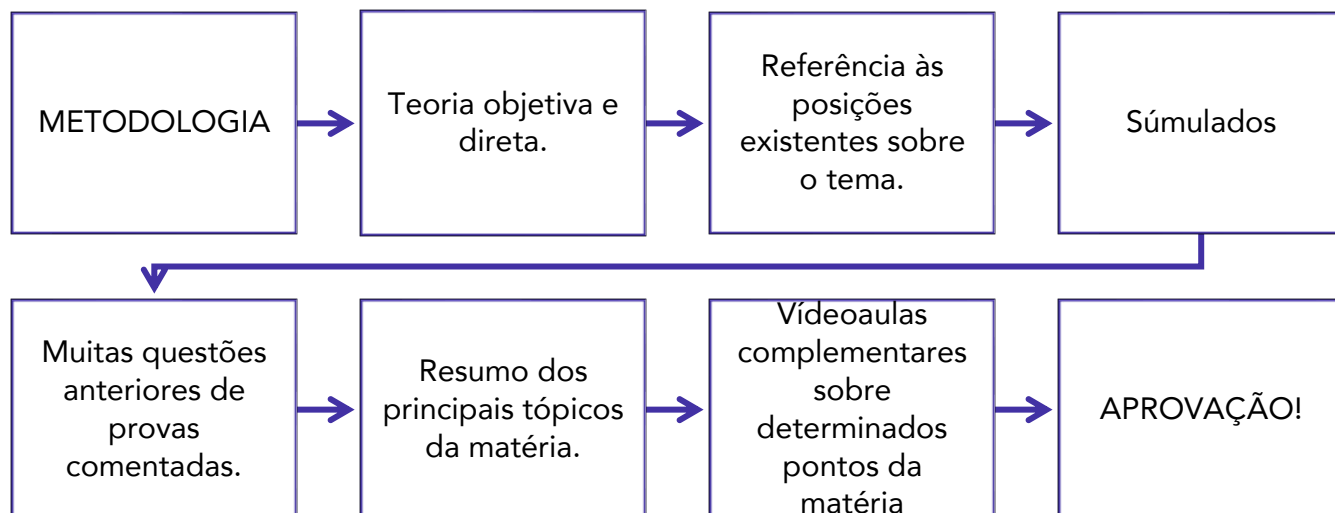 METODOLOGIA
Teoria objetiva e
direta.
Referência às
posições
existentes sobre
o tema.
Súmulados
Muitas questões
anteriores de
provas
comentadas.
Resumo dos
principais tópicos
da matéria.
Vídeoaulas
complementares
sobre
determinados
pontos da
matéria
APROVAÇÃO!